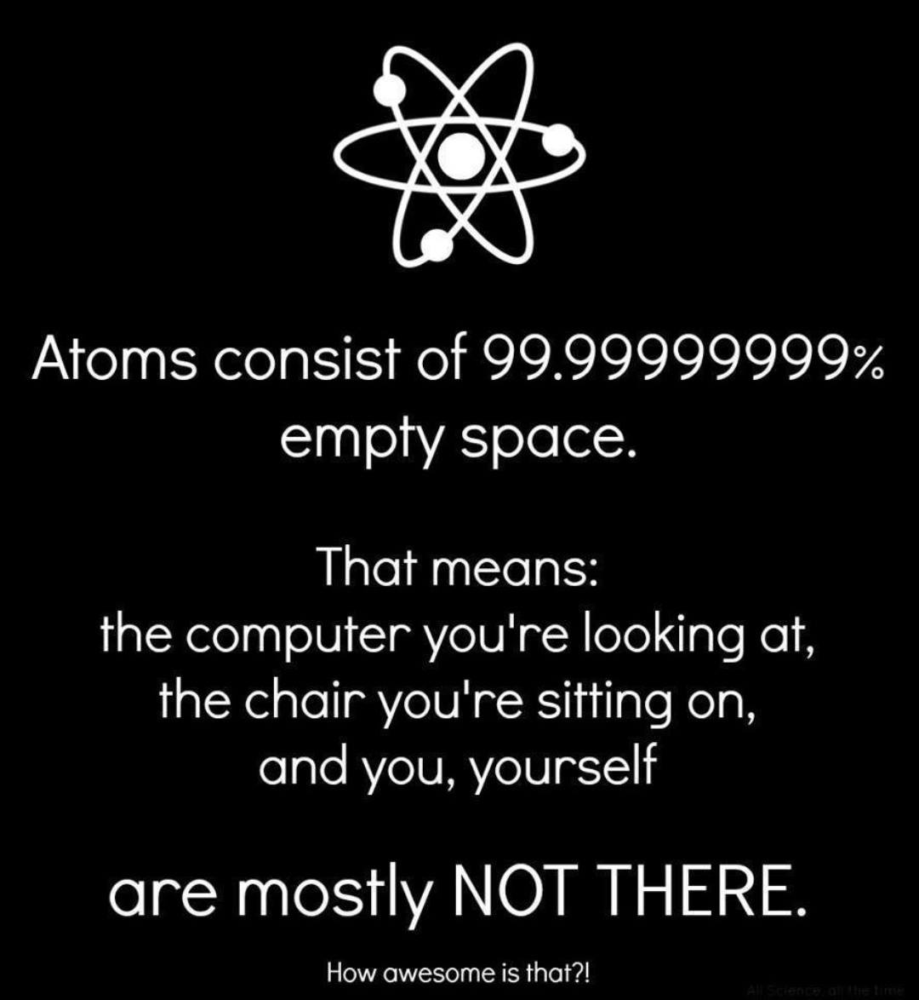 Atoms consist of 99.99999999%
empty space.
That means:
the computer you're looking at,
the chair you're sitting on,
and you, yourself
are mostly NOT THERE.
How awesome is that?!
All Science, all the time